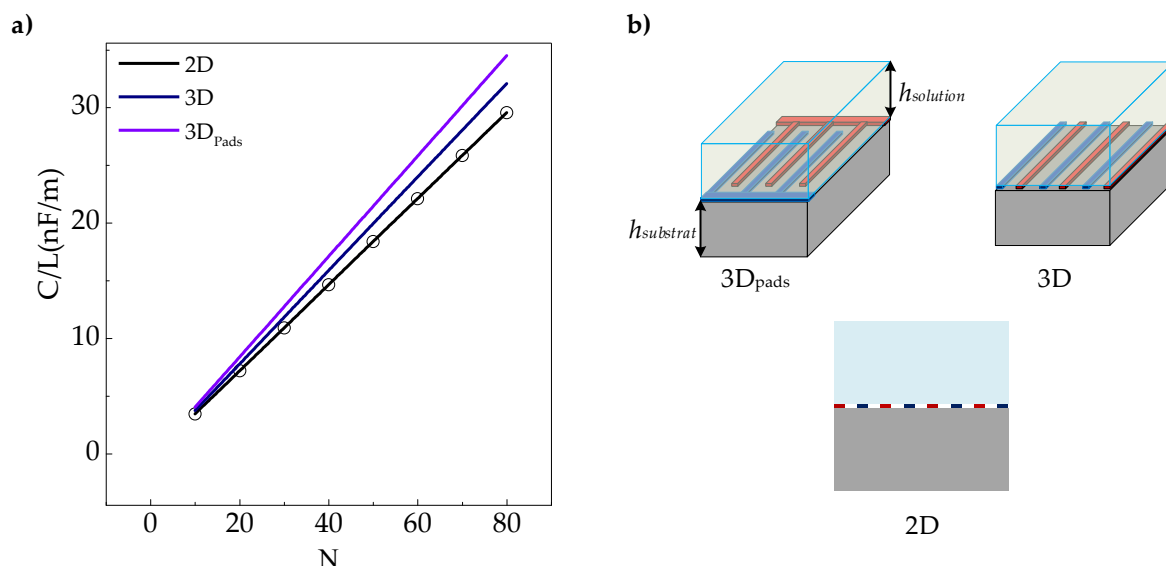 a)
2D
3D
3DPads
30
20
10
0
C/L(nF/m)
0 20 40 60 80
N
b)
hsolution
hsubstrat
3Dpads
3D
2D